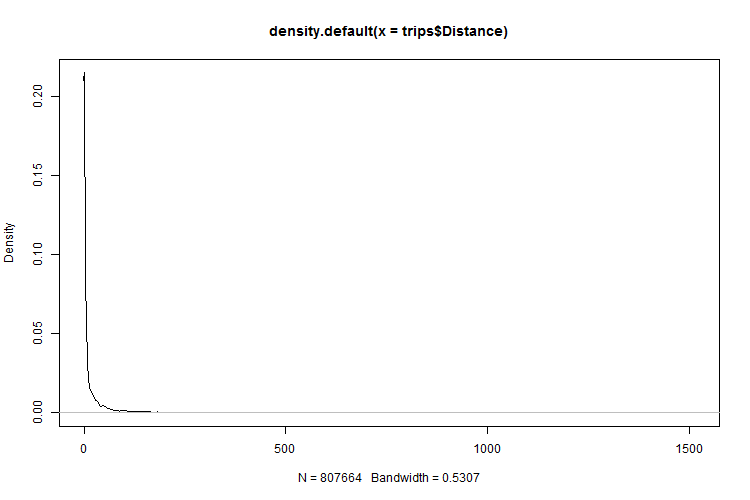 density.default(x = trips$Distance)
Density
0.20
0.15
0.10
0.05
0.00
0 500 1000 1500
N = 807664 Bandwidth = 0.5307